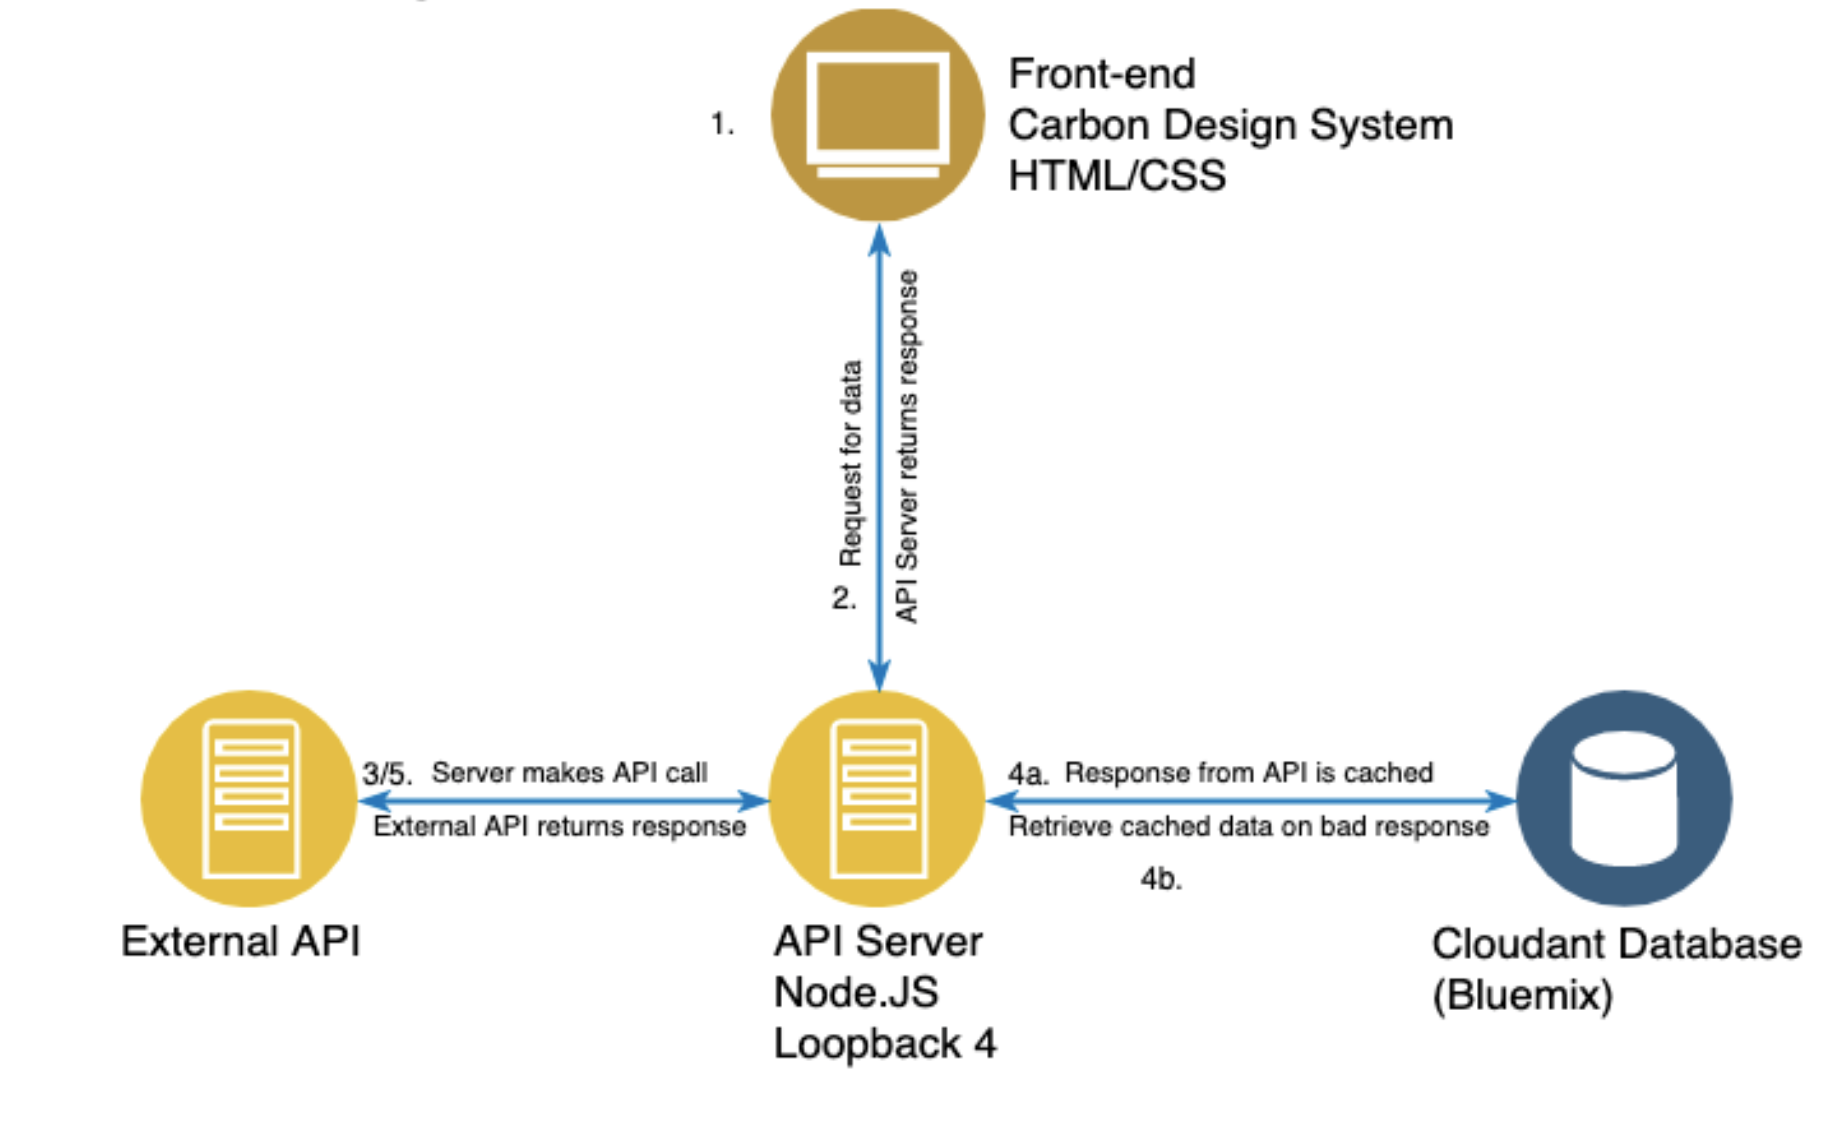 1.
Front-end
Carbon Design System
HTML/CSS
2. Request for data
API Server returns response
3/5. Server makes API call
External API returns response
4a. Response from API is cached
Retrieve cached data on bad response
4b.
External API
API Server
Node.JS
Loopback 4
Cloudant Database
(Bluemix)